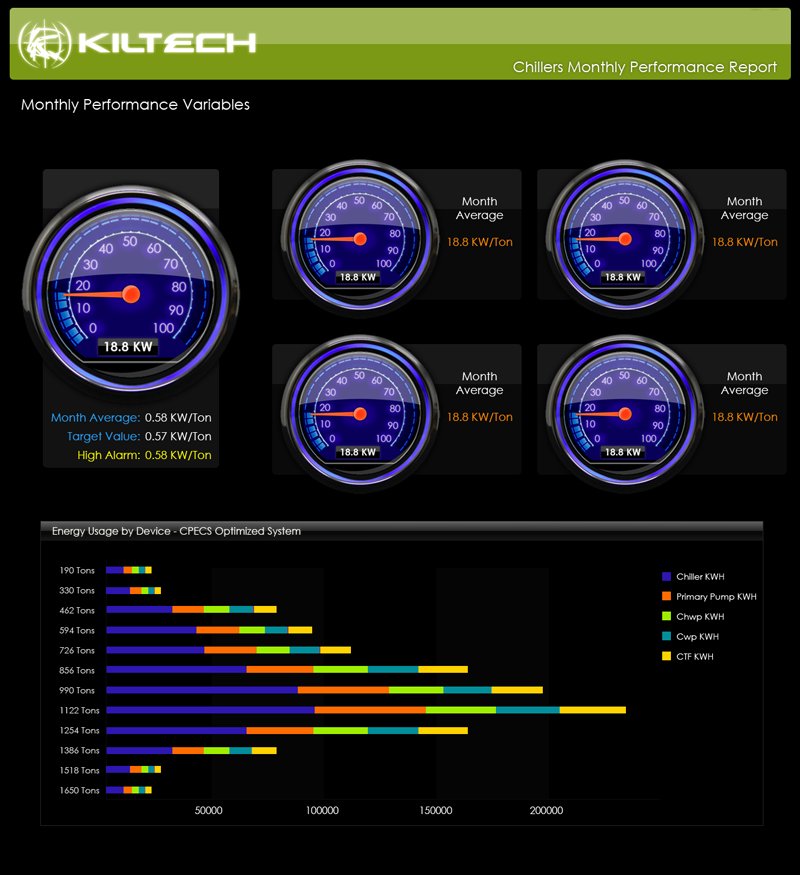 KILTECH
Chillers Monthly Performance Report
Monthly Performance Variables
0 10 20 30 40 50 60 70 80 90 100
18.8 KW
Month Average: 0.58 KW/Ton
Target Value: 0.57 KW/Ton
High Alarm: 0.58 KW/Ton
0 10 20 30 40 50 60 70 80 90 100
18.8 KW
Month
Average
18.8 KW/Ton
0 10 20 30 40 50 60 70 80 90 100
18.8 KW
Month
Average
18.8 KW/Ton
0 10 20 30 40 50 60 70 80 90 100
18.8 KW
Month
Average
18.8 KW/Ton
0 10 20 30 40 50 60 70 80 90 100
18.8 KW
Month
Average
18.8 KW/Ton
Energy Usage by Device - CPECS Optimized System
190 Tons
330 Tons
462 Tons
594 Tons
726 Tons
856 Tons
990 Tons
1122 Tons
1254 Tons
1386 Tons
1518 Tons
1650 Tons
50000 100000 150000 200000
Chiller KWH
Primary Pump KWH
Chwp KWH
Cwp KWH
CTF KWH